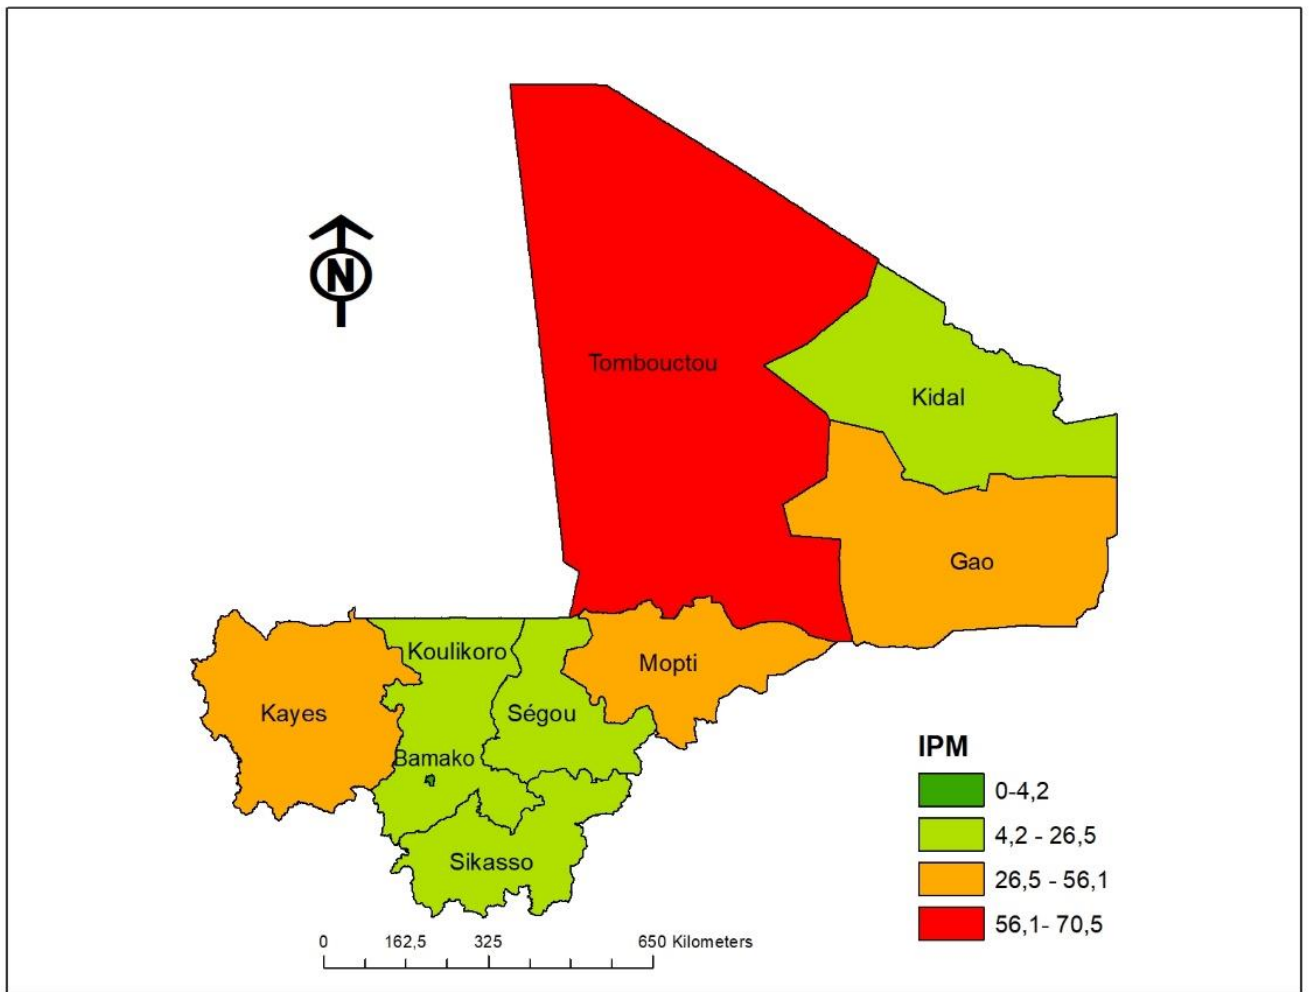 N
Tombouctou
Kidal
Gao
Koulikoro
Mopti
Kayes
Ségou
Bamako
Sikasso
IPM
0-4,2
4,2 - 26,5
26,5 - 56,1
56,1- 70,5
0 162,5 325 650 Kilometers